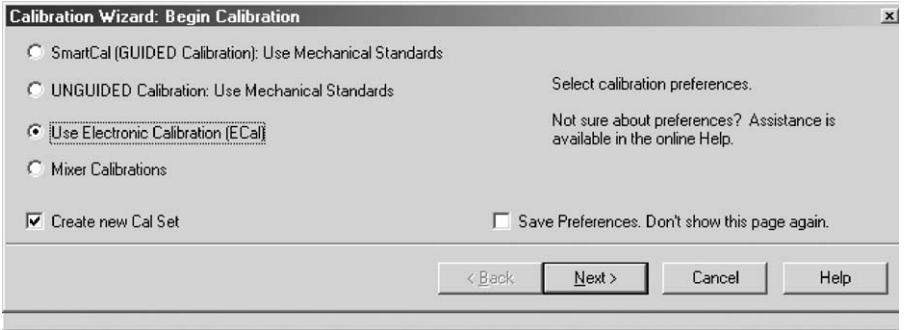 Calibration Wizard: Begin Calibration
SmartCal (GUIDED Calibration): Use Mechanical Standards
UNGUIDED Calibration: Use Mechanical Standards
Use Electronic Calibration (ECal)
Mixer Calibrations
Select calibration preferences.
Not sure about preferences? Assistance is
available in the online Help.
Create new Cal Set
Save Preferences. Don't show this page again.
< Back
Next >
Cancel
Help